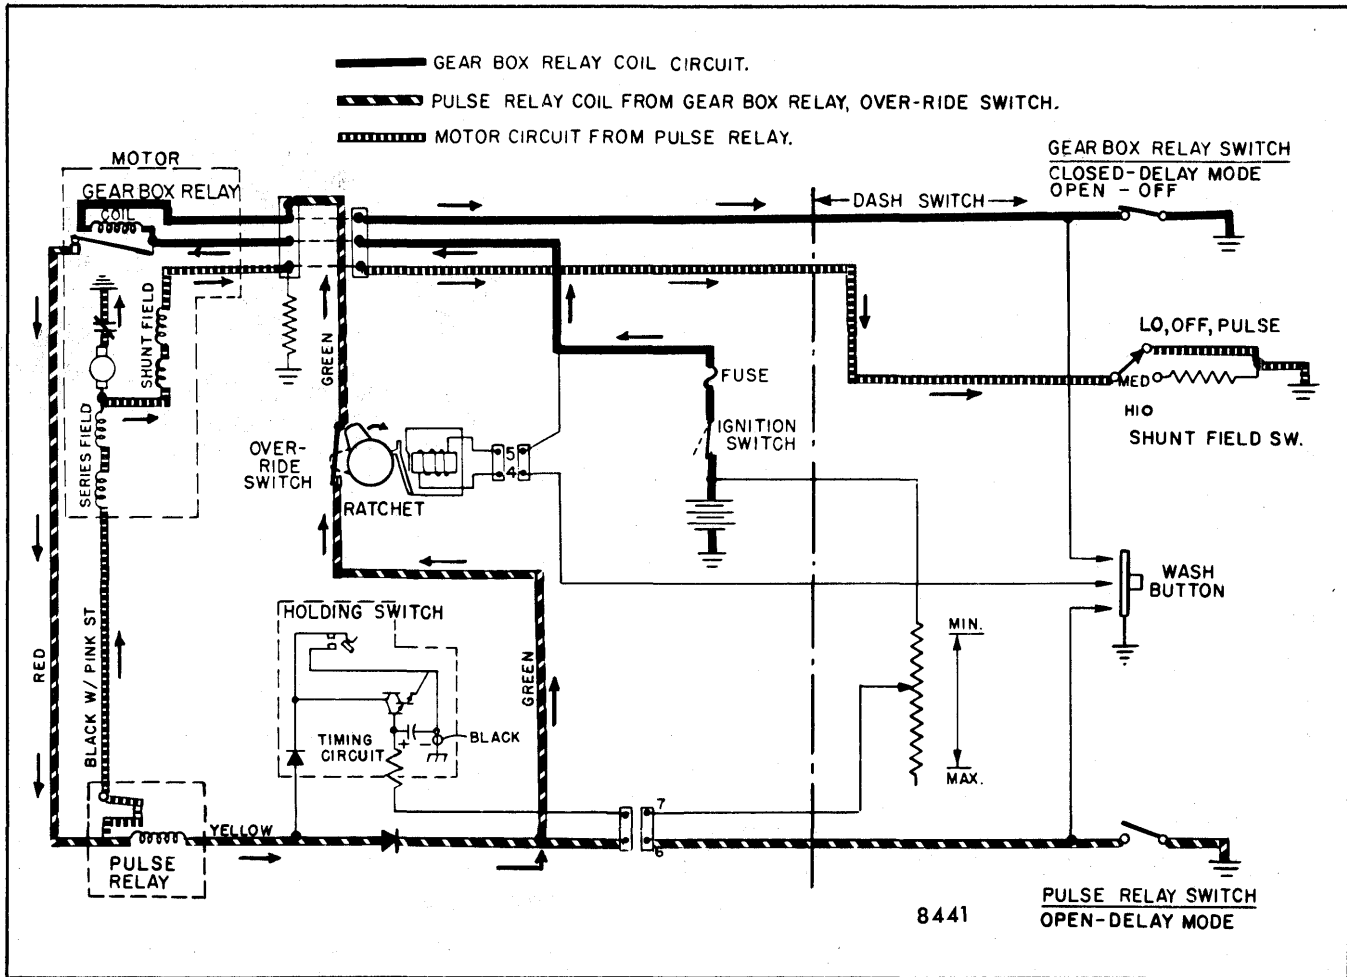 GEAR BOX RELAY COIL CIRCUIT.
PULSE RELAY COIL FROM GEAR BOX RELAY, OVER-RIDE SWITCH.
MOTOR CIRCUIT FROM PULSE RELAY.
MOTOR
GEAR BOX RELAY
COIL
GEAR BOX RELAY SWITCH
CLOSED-DELAY MODE
OPEN - OFF
DASH SWITCH
SHUNT FIELD
GREEN
LO, OFF, PULSE
MED
HI
SHUNT FIELD SW.
FUSE
IGNITION
SWITCH
OVER-
RIDE
SWITCH
SERIES FIELD
RATCHET
5
4
WASH
BUTTON
HOLDING SWITCH
MIN.
MAX.
RED
BLACK W/ PINK ST
GREEN
TIMING
CIRCUIT
+
-
BLACK
7
6
YELLOW
PULSE
RELAY
PULSE RELAY SWITCH
OPEN-DELAY MODE
8441